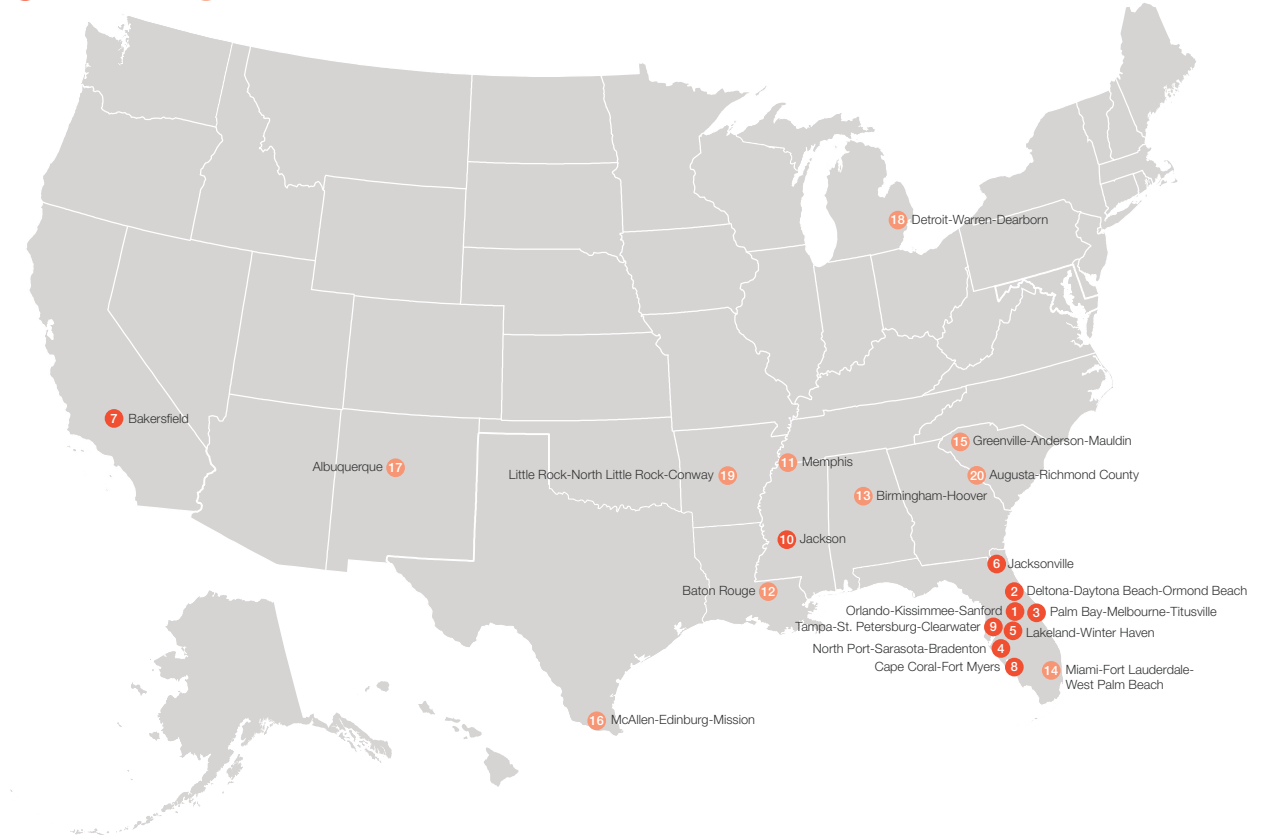 18 Detroit-Warren-Dearborn
7 Bakersfield
15 Greenville-Anderson-Mauldin
11 Memphis
Albuquerque 17
Little Rock-North Little Rock-Conway 19
20 Augusta-Richmond County
13 Birmingham-Hoover
10 Jackson
6 Jacksonville
Baton Rouge 12
2 Deltona-Daytona Beach-Ormond Beach
Orlando-Kissimmee-Sanford 1
3 Palm Bay-Melbourne-Titusville
Tampa-St. Petersburg-Clearwater 9
5 Lakeland-Winter Haven
North Port-Sarasota-Bradenton 4
Cape Coral-Fort Myers 8
14 Miami-Fort Lauderdale-
West Palm Beach
16 McAllen-Edinburg-Mission